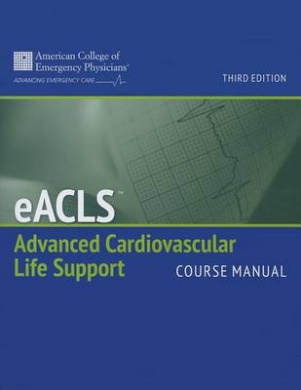 American College of
Emergency Physicians®
ADVANCING EMERGENCY CARE
THIRD EDITION
eACLS™
Advanced Cardiovascular
Life Support
COURSE MANUAL